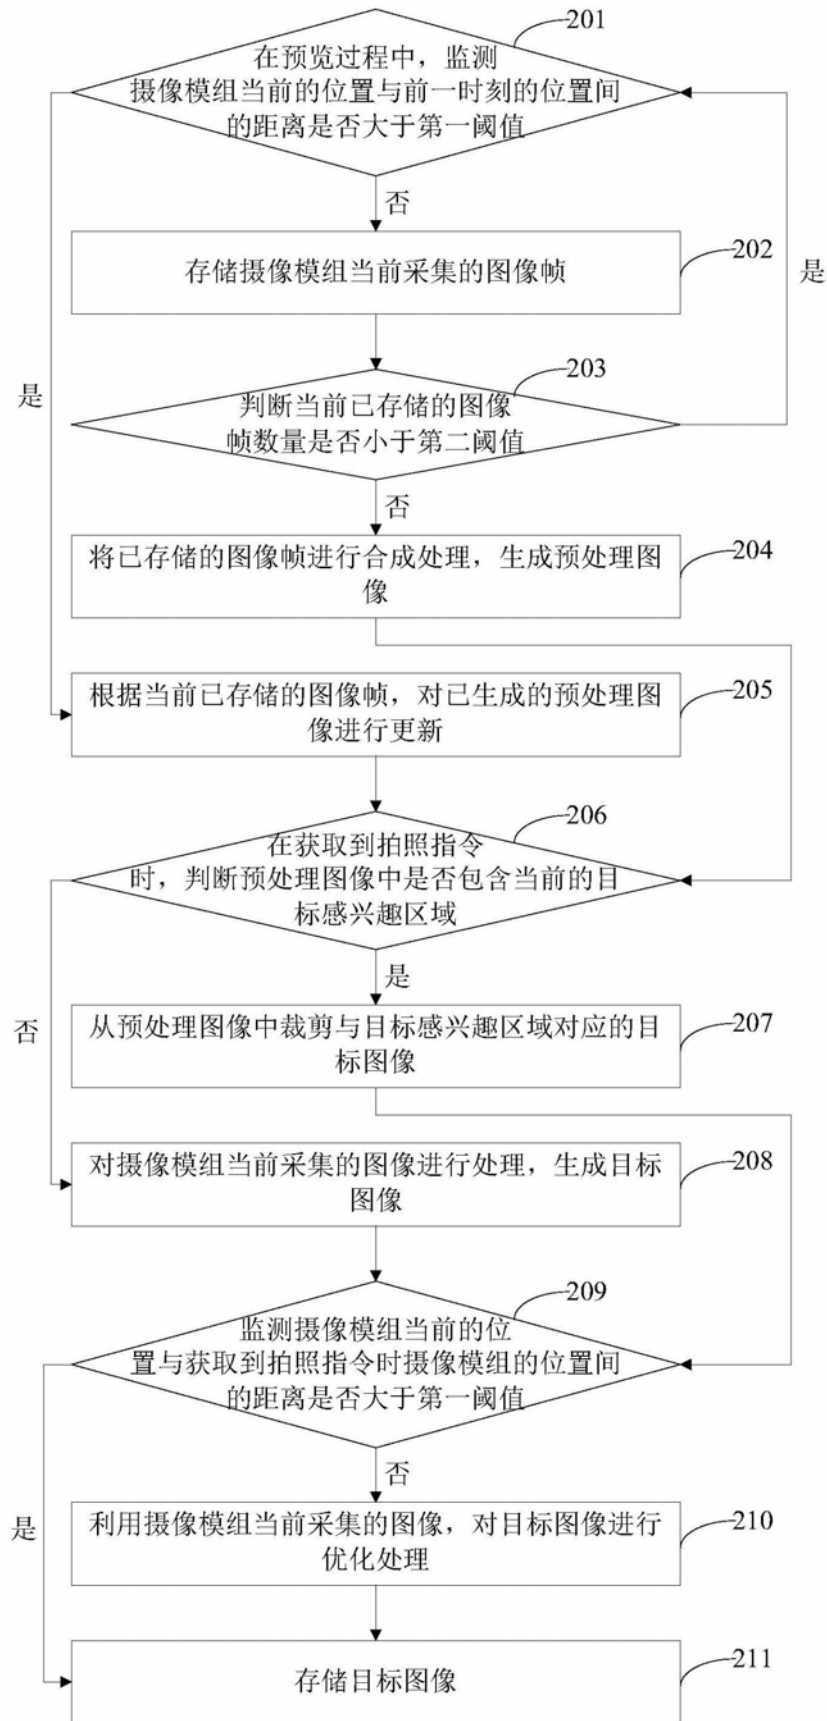 201
在预览过程中，监测
摄像模组当前的位置与前一时刻的位置间
的距离是否大于第一阈值
否
202
存储摄像模组当前采集的图像帧
是
是
203
判断当前已存储的图像
帧数量是否小于第二阈值
否
204
将已存储的图像帧进行合成处理，生成预处理图
像
205
根据当前已存储的图像帧，对已生成的预处理图
像进行更新
206
在获取到拍照指令
时，判断预处理图像中是否包含当前的目
标感兴趣区域
是
否
207
从预处理图像中裁剪与目标感兴趣区域对应的目
标图像
208
对摄像模组当前采集的图像进行处理，生成目标
图像
209
监测摄像模组当前的位
置与获取到拍照指令时摄像模组的位置间
的距离是否大于第一阈值
否
是
210
利用摄像模组当前采集的图像，对目标图像进行
优化处理
211
存储目标图像